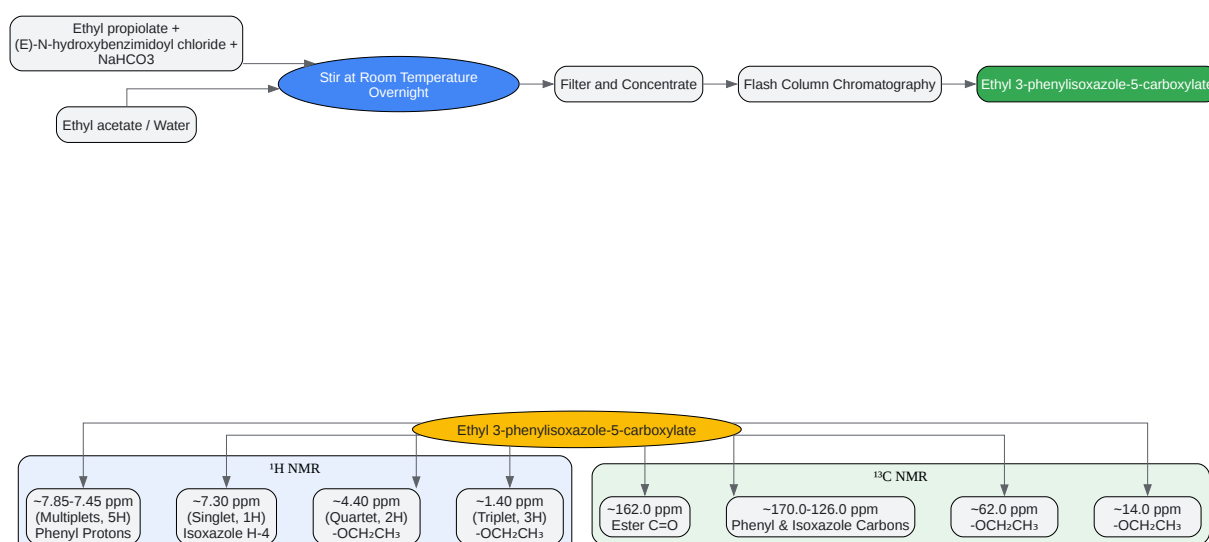 Ethyl propiolate +
(E)-N-hydroxybenzimidoyl chloride +
NaHCO3
Ethyl acetate / Water
Stir at Room Temperature
Overnight
Filter and Concentrate
Flash Column Chromatography
Ethyl 3-phenylisoxazole-5-carboxylate
Ethyl 3-phenylisoxazole-5-carboxylate
¹H NMR
~7.85-7.45 ppm
(Multiplets, 5H)
Phenyl Protons
~7.30 ppm
(Singlet, 1H)
Isoxazole H-4
~4.40 ppm
(Quartet, 2H)
-OCH₂CH₃
~1.40 ppm
(Triplet, 3H)
-OCH₂CH₃
¹³C NMR
~162.0 ppm
Ester C=O
~170.0-126.0 ppm
Phenyl & Isoxazole Carbons
~62.0 ppm
-OCH₂CH₃
~14.0 ppm
-OCH₂CH₃